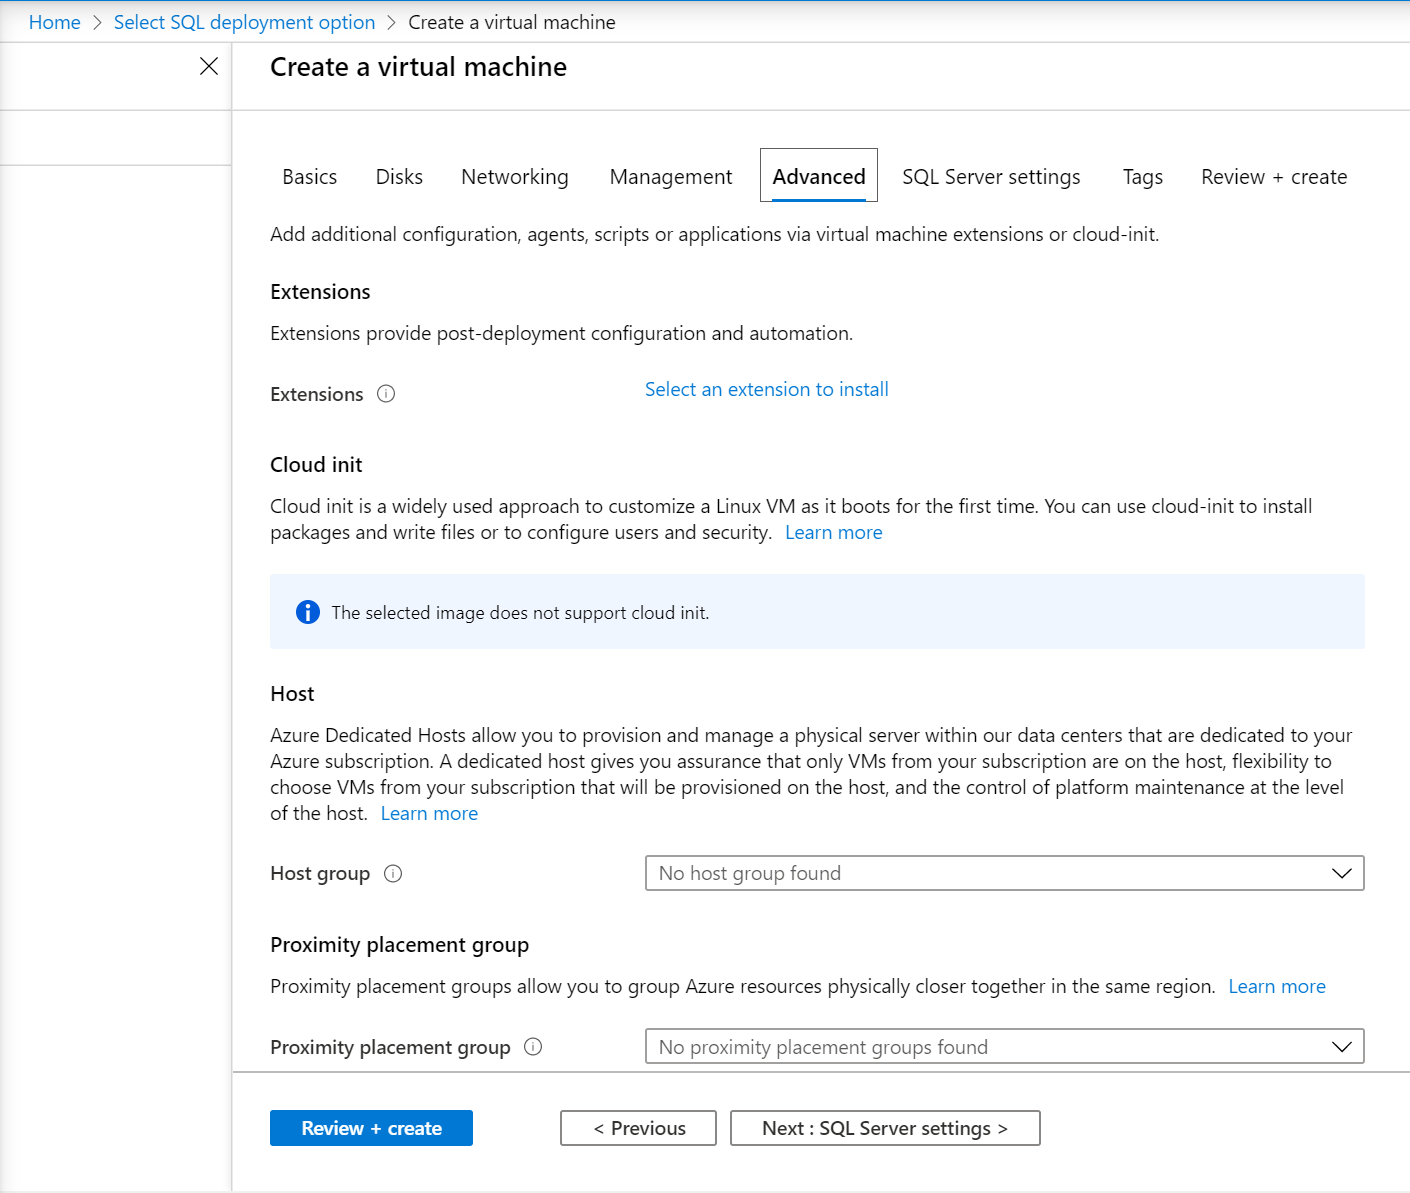 Home > Select SQL deployment option > Create a virtual machine
Create a virtual machine
Basics Disks Networking Management Advanced SQL Server settings Tags Review + create
Add additional configuration, agents, scripts or applications via virtual machine extensions or cloud-init.
Extensions
Extensions provide post-deployment configuration and automation.
Extensions Select an extension to install
Cloud init
Cloud init is a widely used approach to customize a Linux VM as it boots for the first time. You can use cloud-init to install
packages and write files or to configure users and security. Learn more
The selected image does not support cloud init.
Host
Azure Dedicated Hosts allow you to provision and manage a physical server within our data centers that are dedicated to your
Azure subscription. A dedicated host gives you assurance that only VMs from your subscription are on the host, flexibility to
choose VMs from your subscription that will be provisioned on the host, and the control of platform maintenance at the level
of the host. Learn more
Host group No host group found
Proximity placement group
Proximity placement groups allow you to group Azure resources physically closer together in the same region. Learn more
Proximity placement group No proximity placement groups found
Review + create < Previous Next : SQL Server settings >